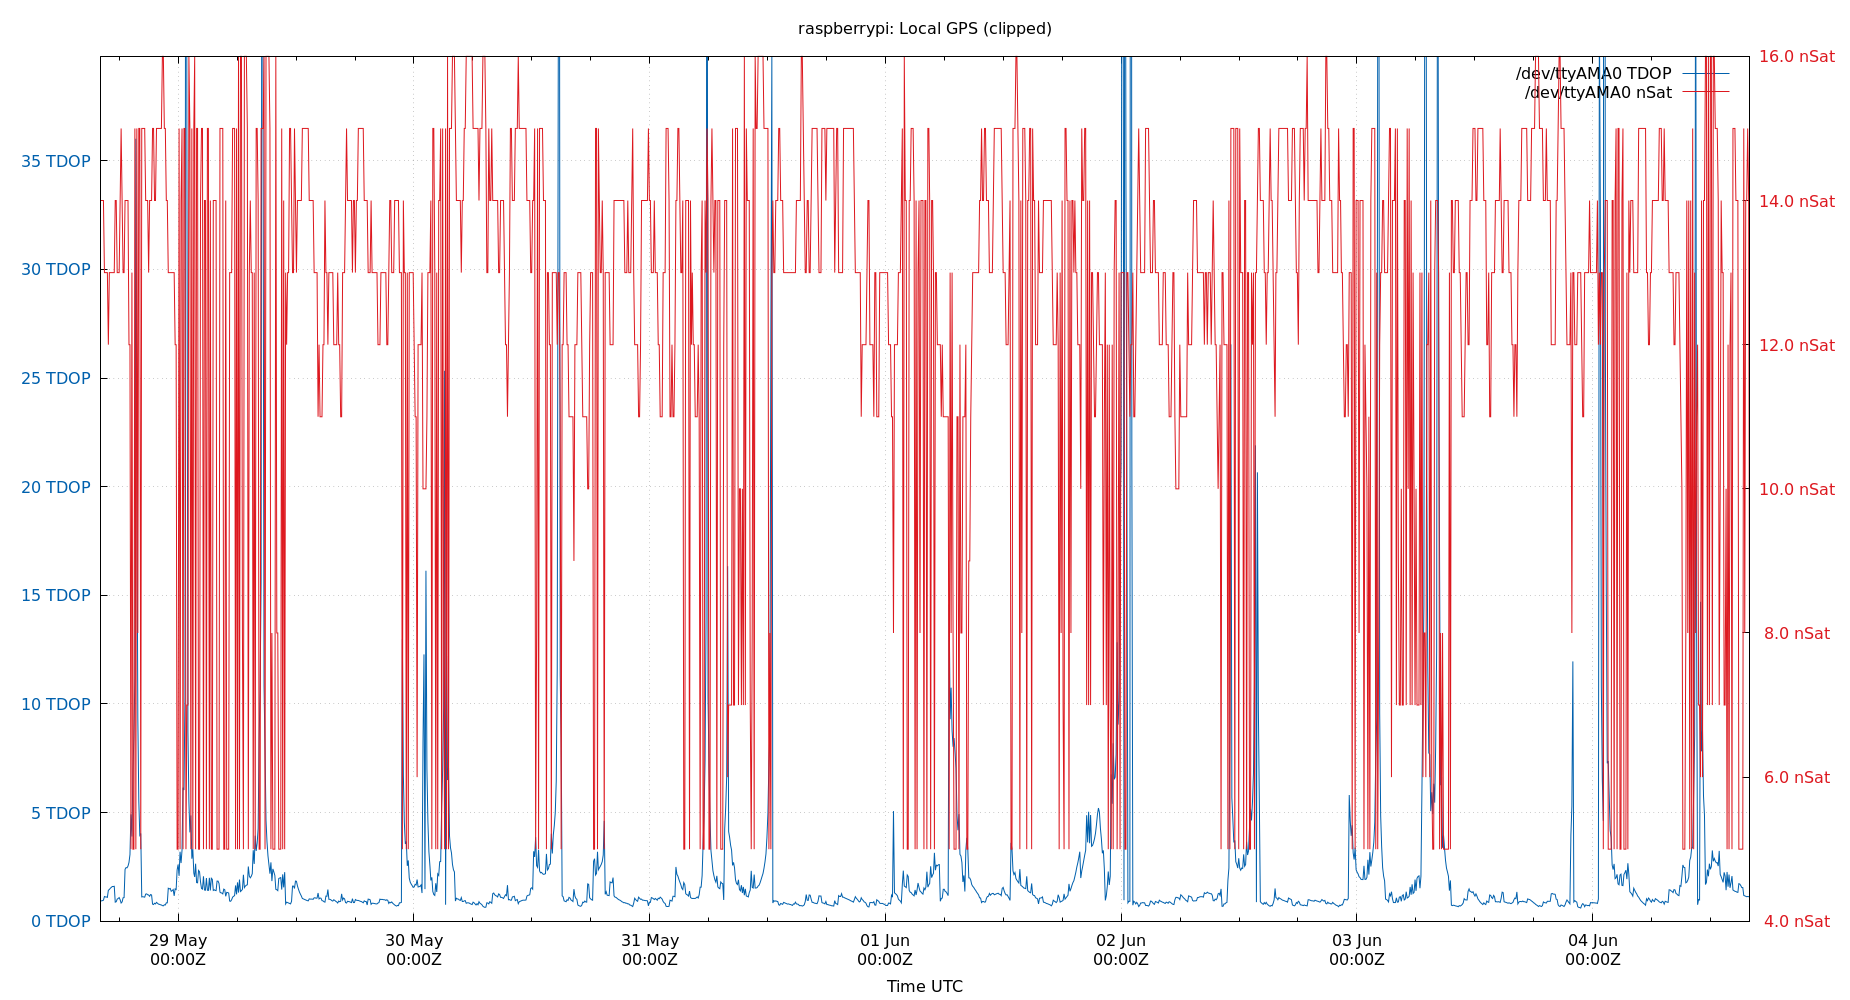 raspberrypi: Local GPS (clipped)
16.0 nSat
/dev/ttyAMA0 TDOP
/dev/ttyAMA0 nSat
35 TDOP
14.0 nSat
30 TDOP
12.0 nSat
25 TDOP
20 TDOP
10.0 nSat
15 TDOP
8.0 nSat
10 TDOP
6.0 nSat
5 TDOP
0 TDOP
4.0 nSat
29 May 30 May 31 May 01 Jun 02 Jun 03 Jun 04 Jun
00:00Z 00:00Z 00:00Z 00:00Z 00:00Z 00:00Z 00:00Z
Time UTC